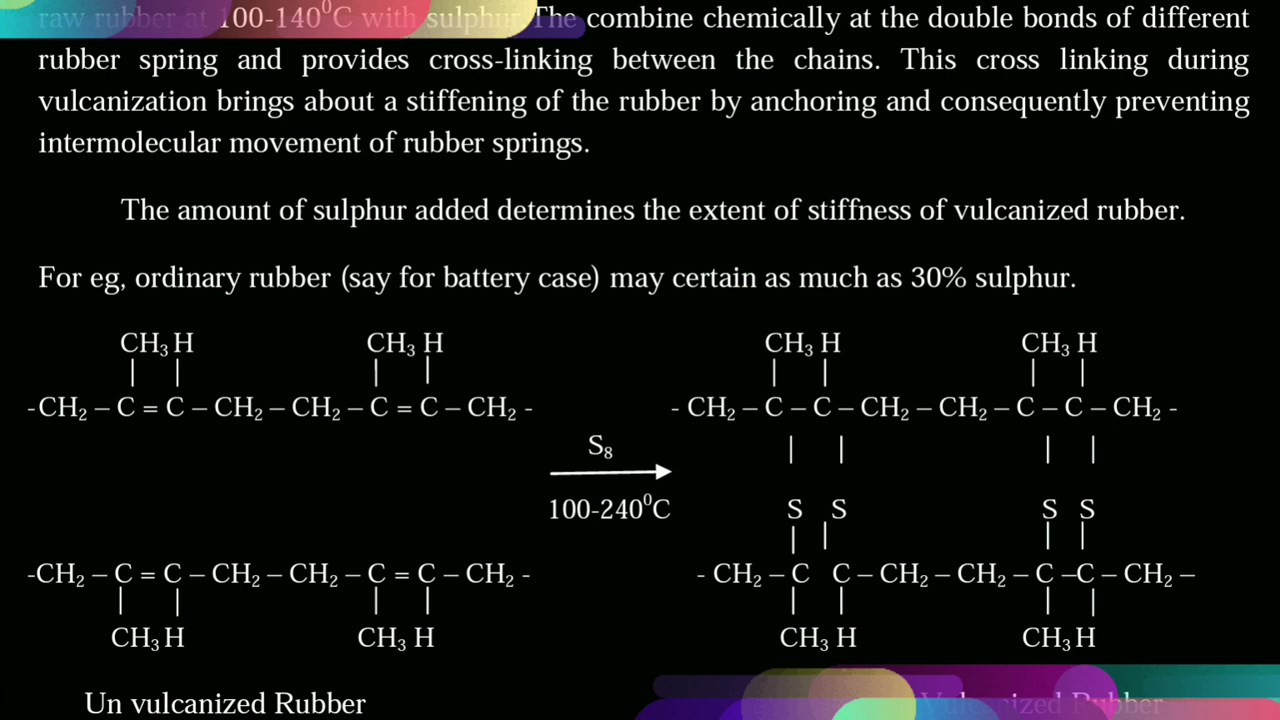 raw rubber at 100-140⁰C with sulphur. The combine chemically at the double bonds of different
rubber spring and provides cross-linking between the chains. This cross linking during
vulcanization brings about a stiffening of the rubber by anchoring and consequently preventing
intermolecular movement of rubber springs.
The amount of sulphur added determines the extent of stiffness of vulcanized rubber.
For eg, ordinary rubber (say for battery case) may certain as much as 30% sulphur.
CH₃ H CH₃ H CH₃ H CH₃ H
| | | | | | | |
-CH₂ – C = C – CH₂ – CH₂ – C = C – CH₂ - - CH₂ – C – C – CH₂ – CH₂ – C – C – CH₂ -
S₈ | | | |
100-240⁰C S S S S
| | | |
-CH₂ – C = C – CH₂ – CH₂ – C = C – CH₂ - - CH₂ – C C – CH₂ – CH₂ – C –C – CH₂ –
| | | | | | | |
CH₃ H CH₃ H CH₃ H CH₃ H
Un vulcanized Rubber Vulcanized Rubber